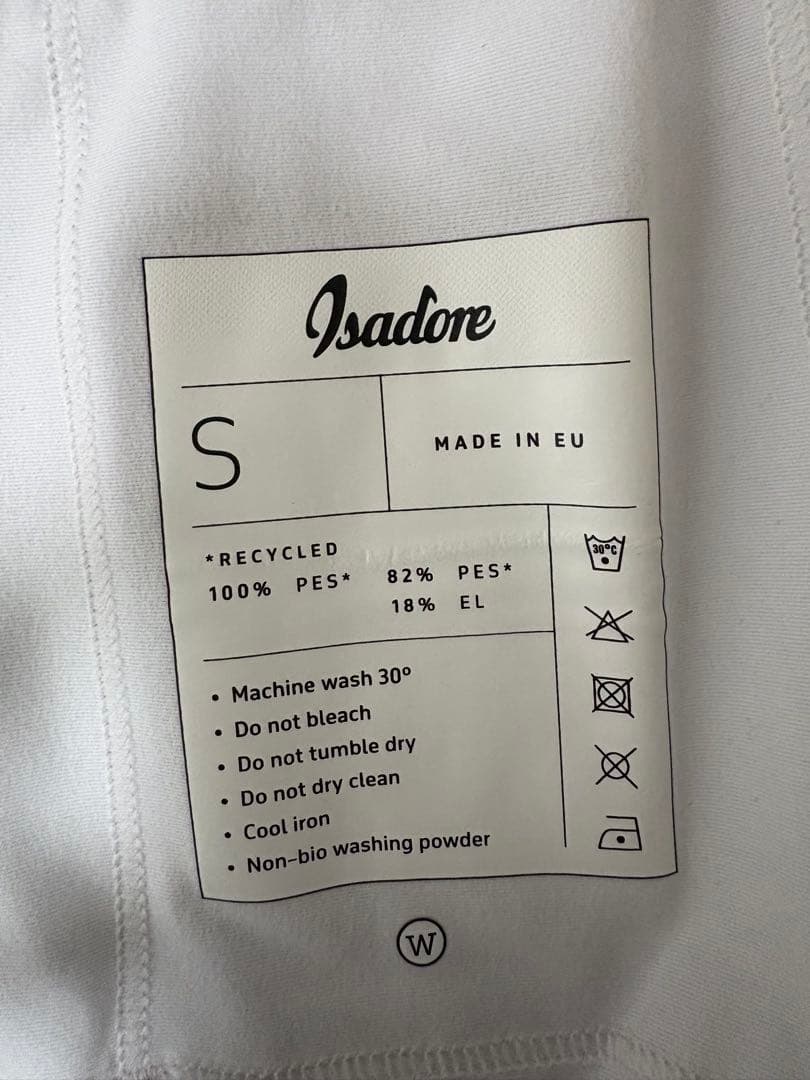 Isadore
S
MADE IN EU
*RECYCLED
100% PES* 82% PES*
18% EL
• Machine wash 30º
• Do not bleach
• Do not tumble dry
• Do not dry clean
• Cool iron
• Non-bio washing powder
30°C
W